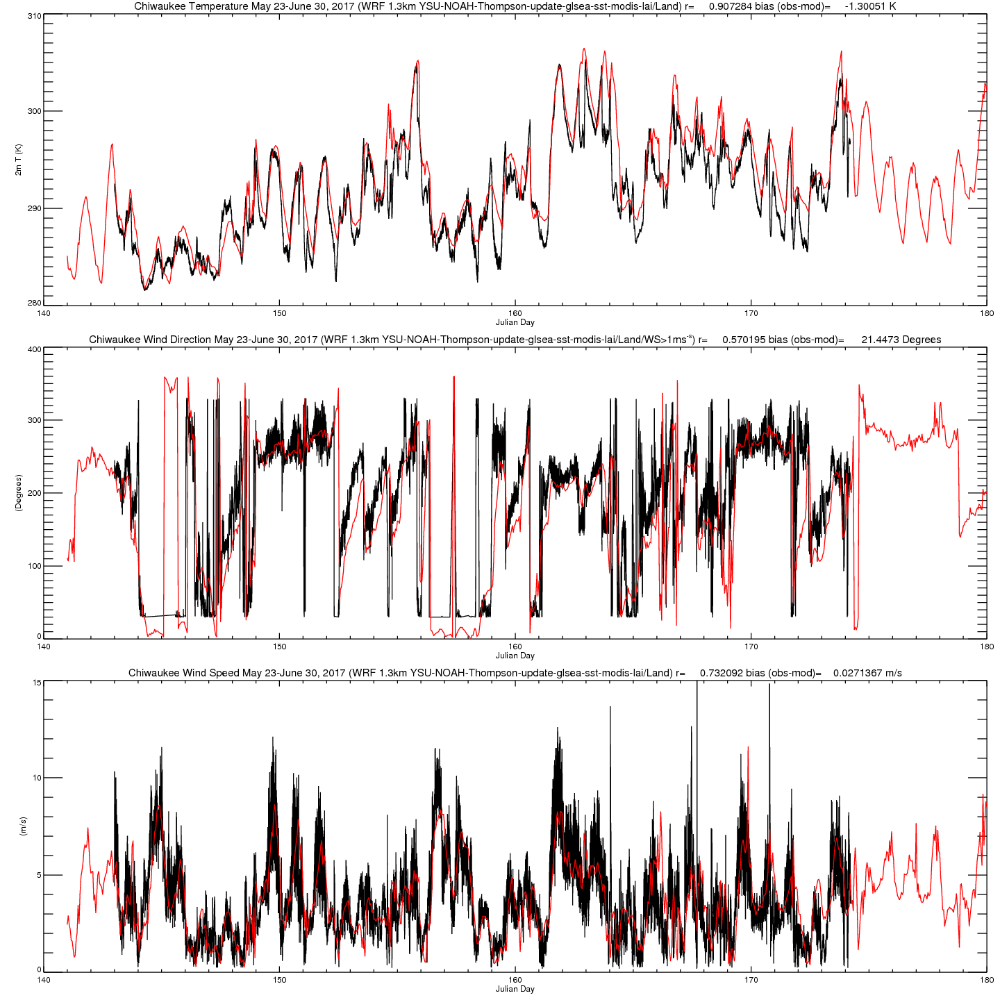 Chiwaukee Temperature May 23-June 30, 2017 (WRF 1.3km YSU-NOAH-Thompson-update-glsea-sst-modis-lai/Land) r= 0.907284 bias (obs-mod)= -1.30051 K
310
300
290
280
2m T (K)
140 150 160 170 180
Julian Day
Chiwaukee Wind Direction May 23-June 30, 2017 (WRF 1.3km YSU-NOAH-Thompson-update-glsea-sst-modis-lai/Land/WS>1ms-s) r= 0.570195 bias (obs-mod)= 21.4473 Degrees
400
300
200
100
0
(Degrees)
140 150 160 170 180
Julian Day
Chiwaukee Wind Speed May 23-June 30, 2017 (WRF 1.3km YSU-NOAH-Thompson-update-glsea-sst-modis-lai/Land) r= 0.732092 bias (obs-mod)= 0.0271367 m/s
15
10
5
0
(m/s)
140 150 160 170 180
Julian Day